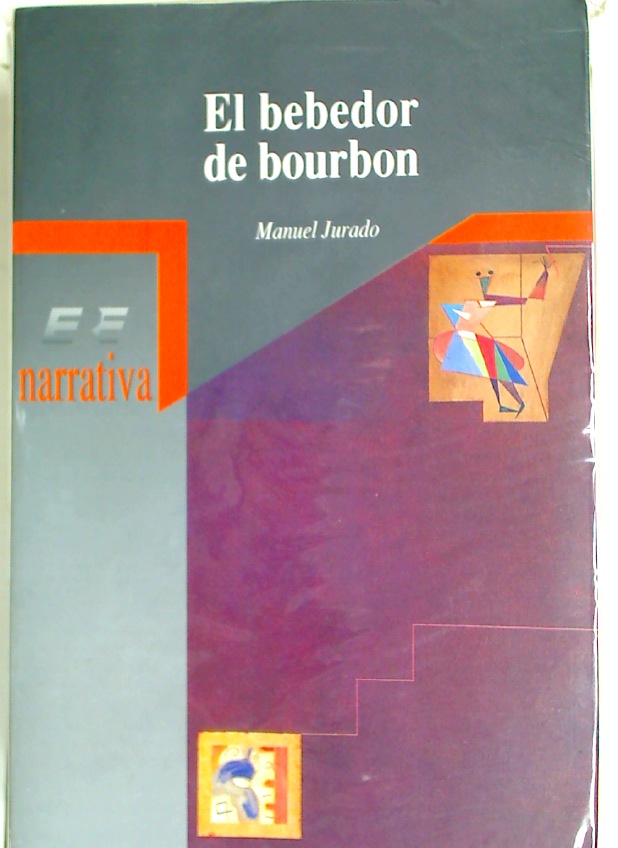 El bebedor
de bourbon
Manuel Jurado
E E
narrativa